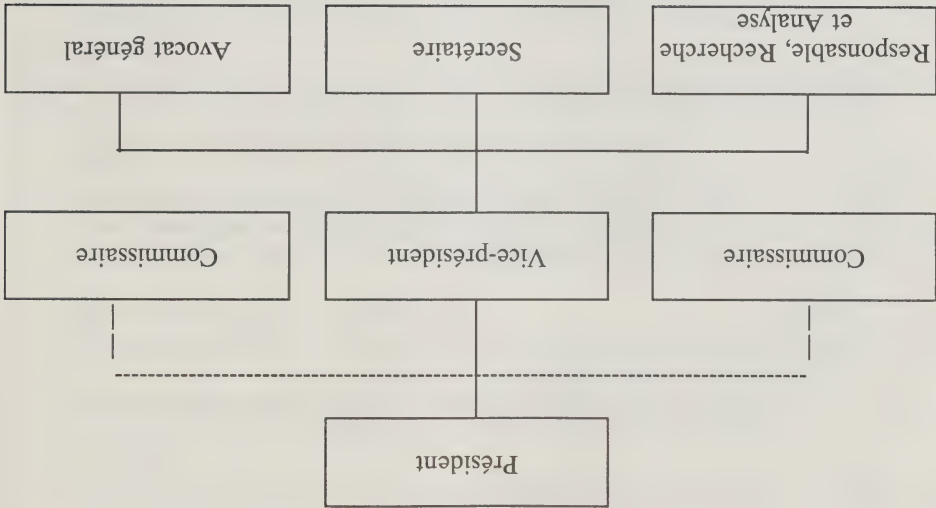 Président
Commissaire
Vice-président
Commissaire
Responsable, Recherche
et Analyse
Secrétaire
Avocat général